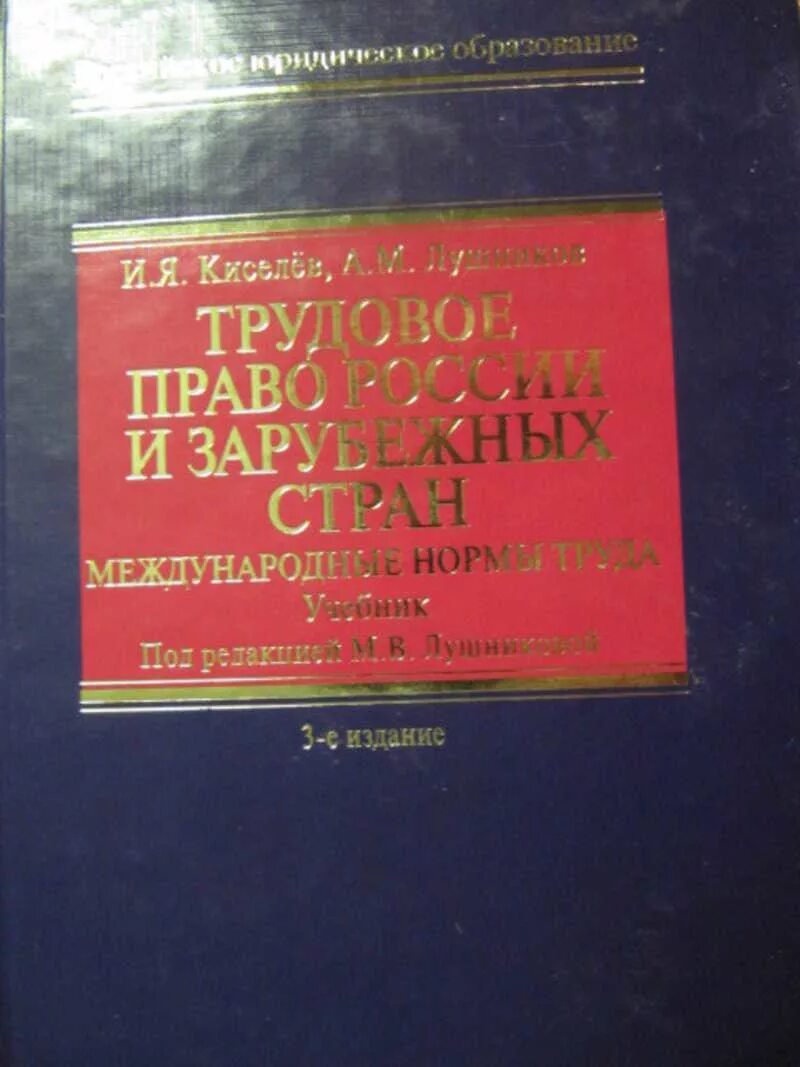 юридическое образование
И.Я. Киселёв, А.М. Лушников
ТРУДОВОЕ
ПРАВО РОССИИ
И ЗАРУБЕЖНЫХ
СТРАН
МЕЖДУНАРОДНЫЕ НОРМЫ ТРУДА
Учебник
Под редакцией М.В. Лушниковой
3-е издание